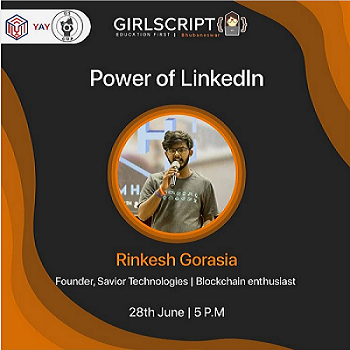 YAY
GIRLSCRIPT
EDUCATION FIRST | Bhubaneswar
Power of LinkedIn
Rinkesh Gorasia
Founder, Savior Technologies | Blockchain enthusiast
28th June | 5 P.M